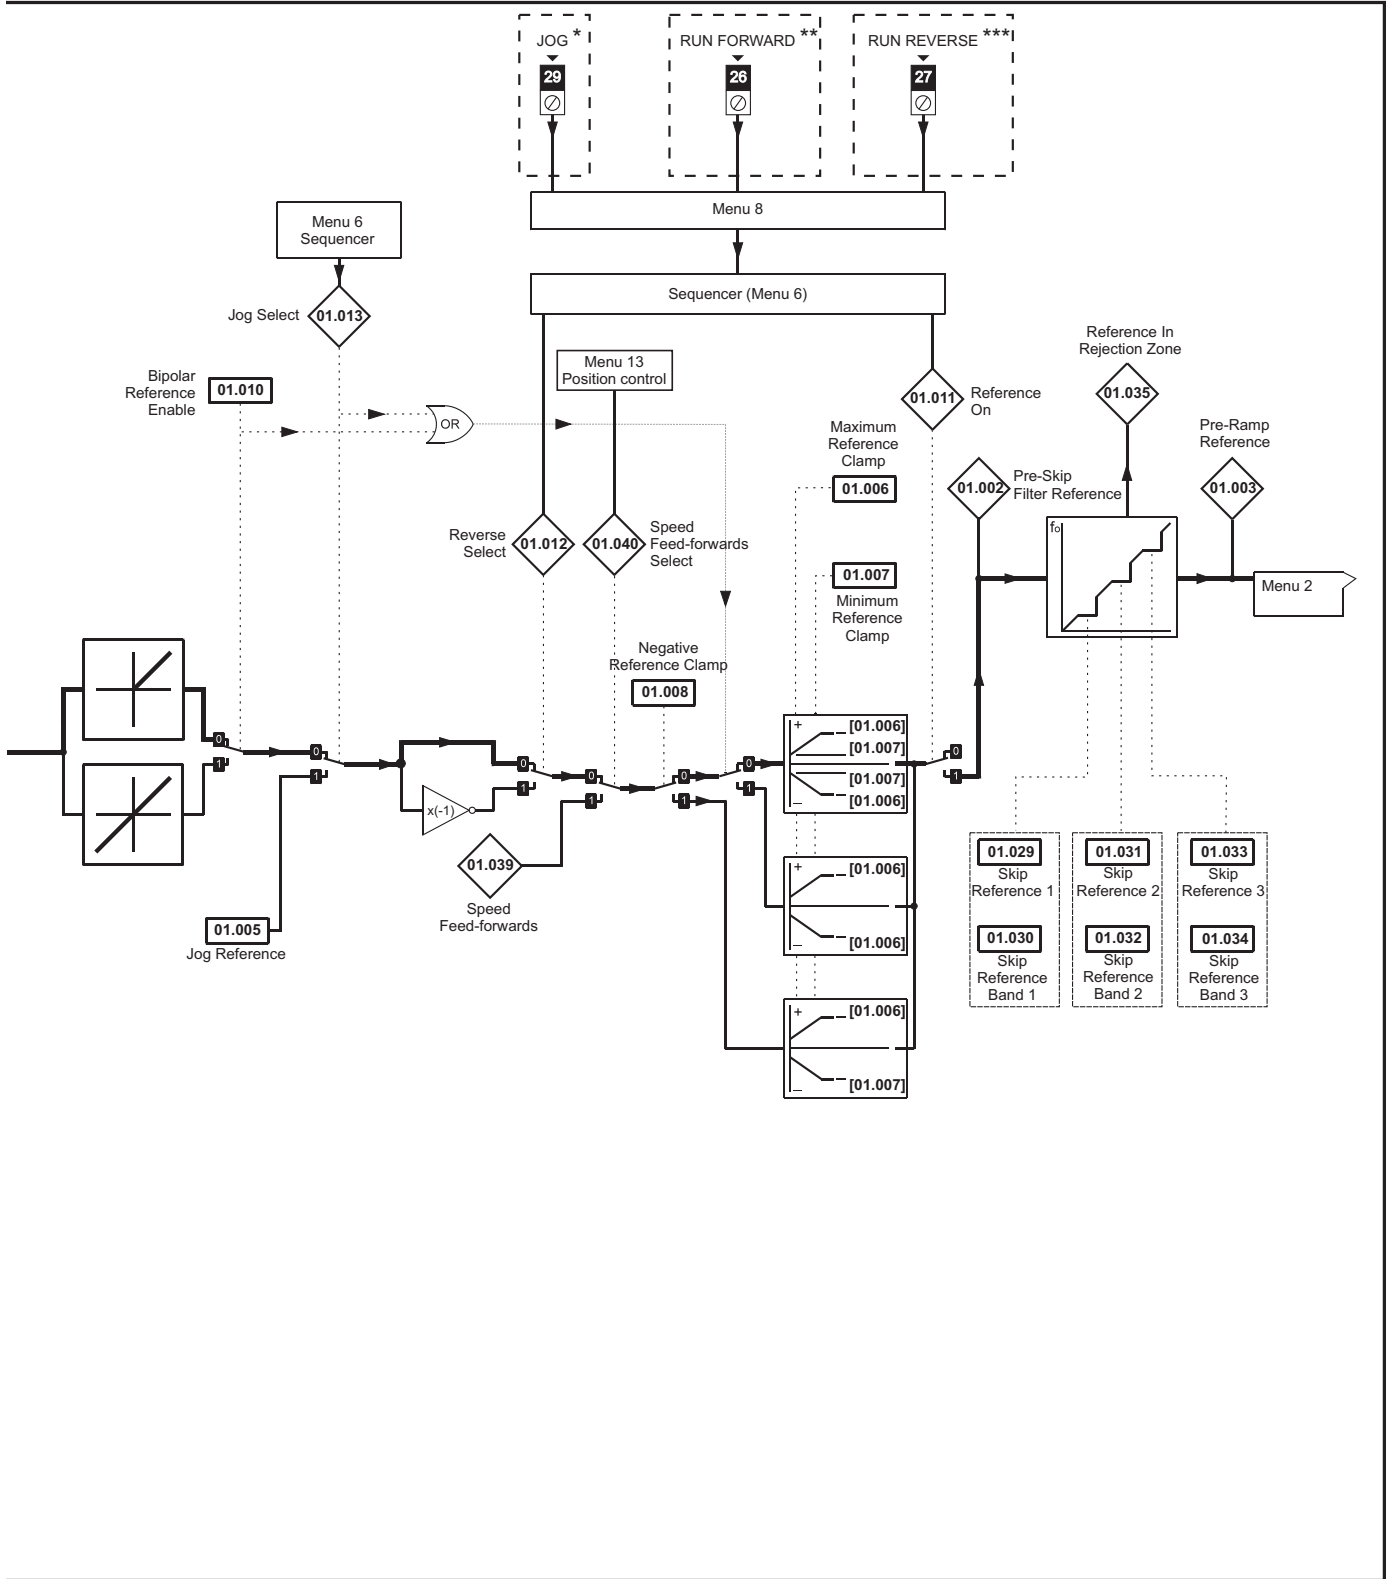 JOG *
RUN FORWARD **
RUN REVERSE ***
29
26
27
Menu 8
Menu 6
Sequencer
Sequencer (Menu 6)
Jog Select
01.013
Bipolar
Reference
Enable
01.010
OR
Menu 13
Position control
01.011
Reference
On
Reference In
Rejection Zone
01.035
Maximum
Reference
Clamp
01.006
Pre-Ramp
Reference
01.003
01.002
Pre-Skip
Filter Reference
Reverse
Select
01.012
01.040
Speed
Feed-forwards
Select
01.007
Minimum
Reference
Clamp
fo
Menu 2
Negative
Reference Clamp
01.008
0
1
0
1
x(-1)
0
1
0
1
0
1
0
1
+
[01.006]
[01.007]
[01.007]
[01.006]
–
0
1
01.039
Speed
Feed-forwards
+
[01.006]
–
[01.006]
01.005
Jog Reference
+
[01.006]
–
[01.007]
01.029
Skip
Reference 1
01.030
Skip
Reference
Band 1
01.031
Skip
Reference 2
01.032
Skip
Reference
Band 2
01.033
Skip
Reference 3
01.034
Skip
Reference
Band 3